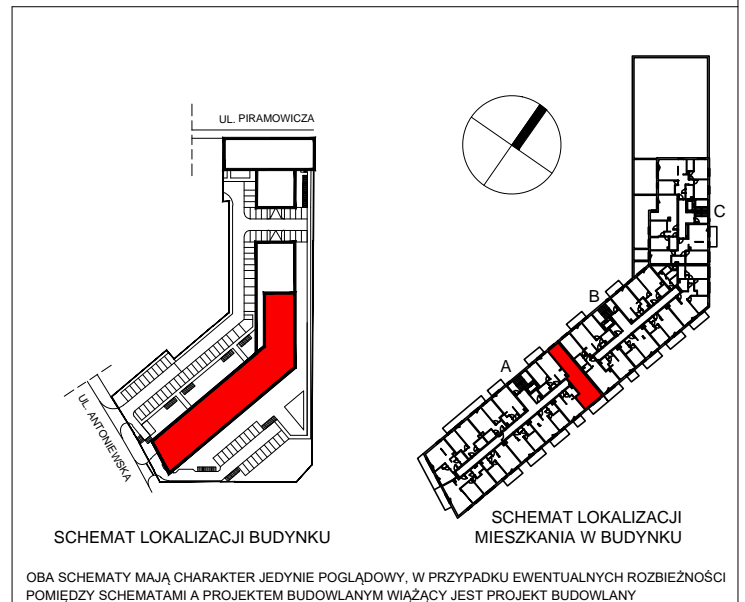 UL. PIRAMOWICZA
UL. ANTONIEWSKA
SCHEMAT LOKALIZACJI BUDYNKU
A
B
C
SCHEMAT LOKALIZACJI
MIESZKANIA W BUDYNKU
OBA SCHEMATY MAJĄ CHARAKTER JEDYNIE POGLĄDOWY, W PRZYPADKU EWENTUALNYCH ROZBIEŻNOŚCI
POMIĘDZY SCHEMATAMI A PROJEKTEM BUDOWLANYM WIĄŻĄCY JEST PROJEKT BUDOWLANY